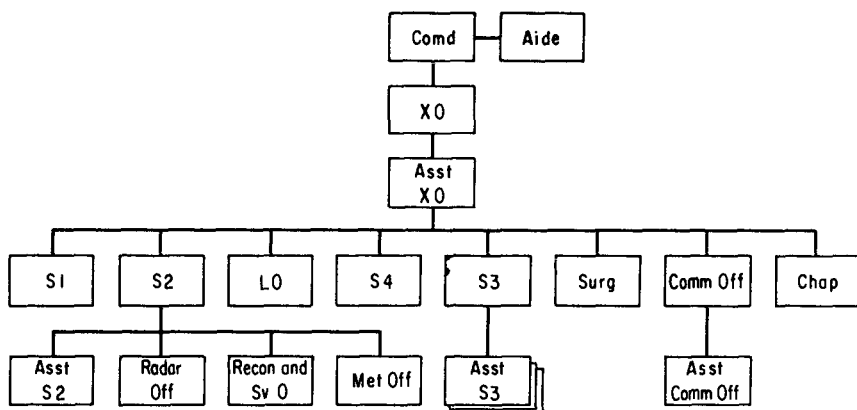 Comd
Aide
XO
Asst
XO
S1
S2
LO
S4
S3
Surg
Comm Off
Chap
Asst
S2
Radar
Off
Recon and
Sv O
Met Off
Asst
S3
Asst
Comm Off